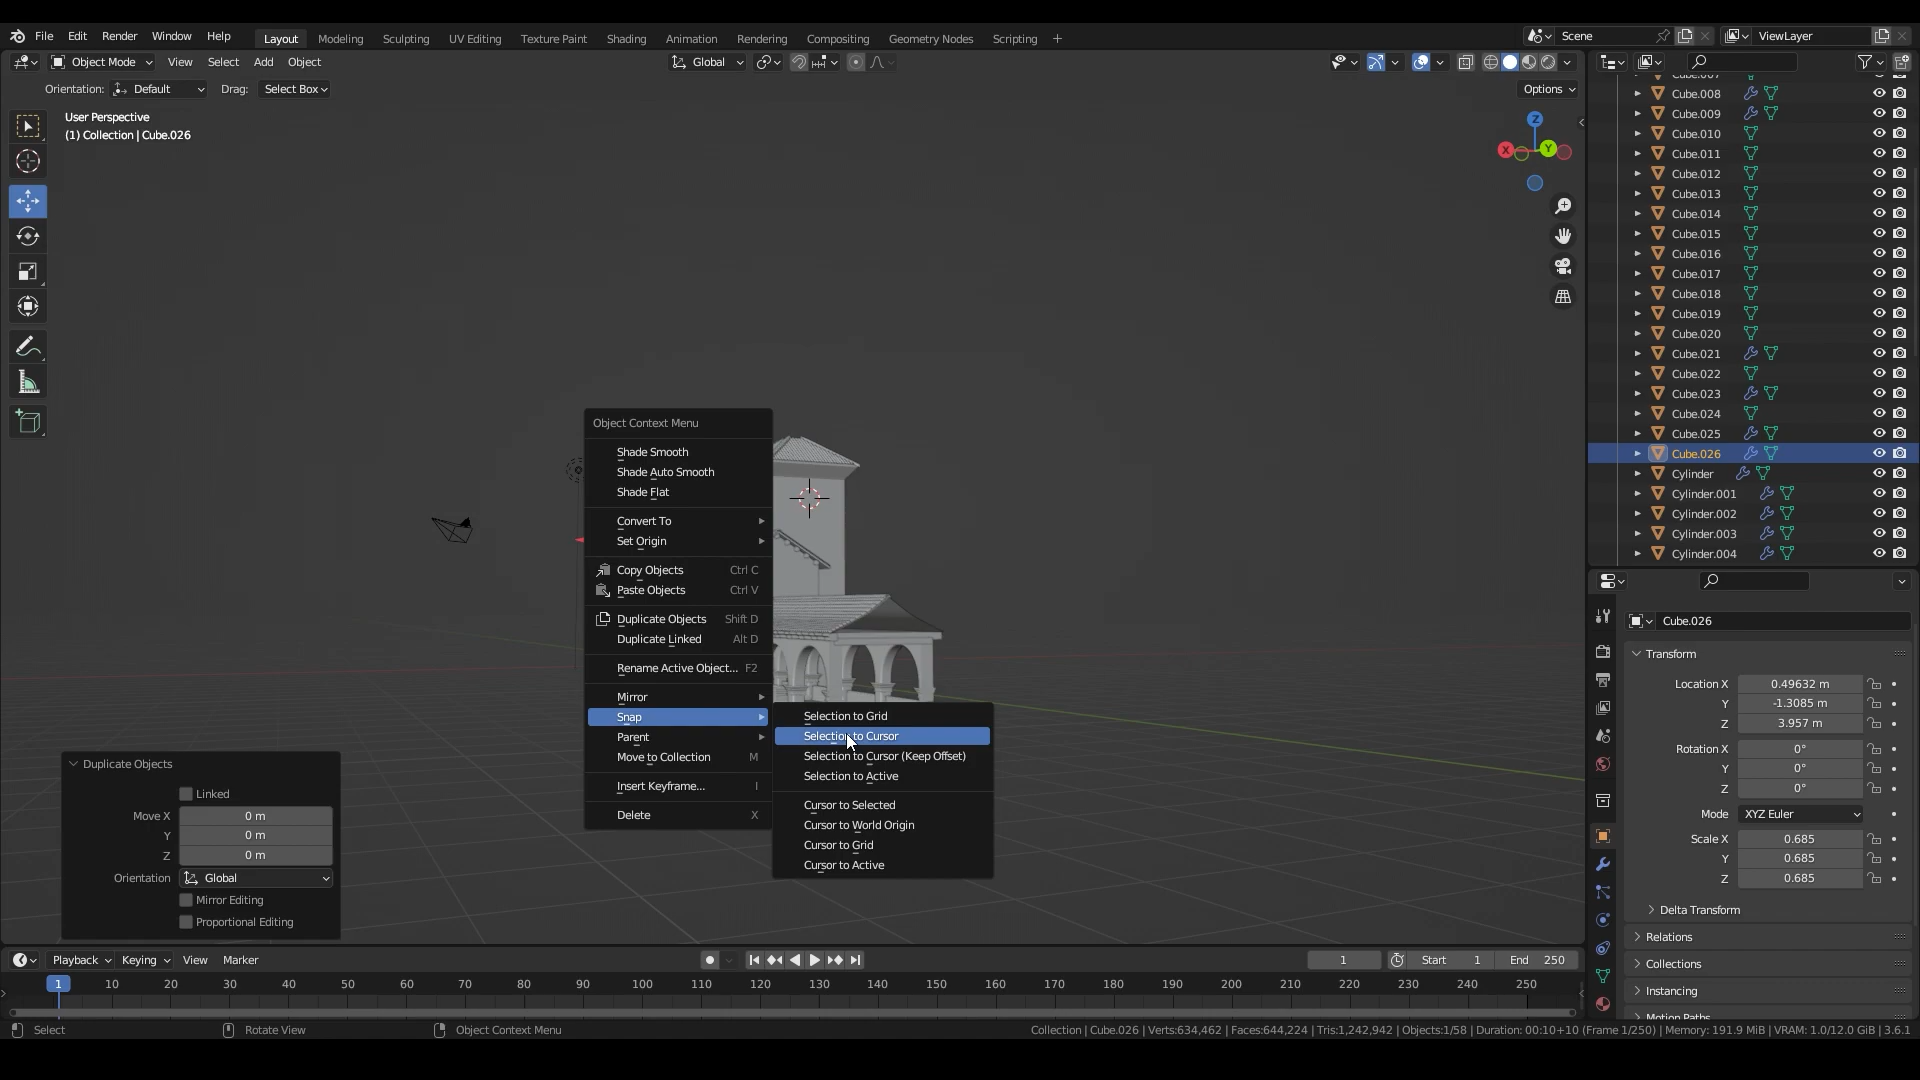 File Edit Render Window Help Layout Modeling Sculpting UV Editing Texture Paint Shading Animation Rendering Compositing Geometry Nodes Scripting + Scene ViewLayer
Object Mode View Select Add Object Global
Orientation: Default Drag: Select Box Options
User Perspective
(1) Collection | Cube.026
Z
X
Y
Cube.008
Cube.009
Cube.010
Cube.011
Cube.012
Cube.013
Cube.014
Cube.015
Cube.016
Cube.017
Cube.018
Cube.019
Cube.020
Cube.021
Cube.022
Cube.023
Cube.024
Cube.025
Cube.026
Cylinder
Cylinder.001
Cylinder.002
Cylinder.003
Cylinder.004
Object Context Menu
Shade Smooth
Shade Auto Smooth
Shade Flat
Convert To
Set Origin
Copy Objects Ctrl C
Paste Objects Ctrl V
Duplicate Objects Shift D
Duplicate Linked Alt D
Rename Active Object... F2
Mirror
Snap
Parent
Move to Collection M
Insert Keyframe... I
Delete X
Selection to Grid
Selection to Cursor
Selection to Cursor (Keep Offset)
Selection to Active
Cursor to Selected
Cursor to World Origin
Cursor to Grid
Cursor to Active
Duplicate Objects
Linked
Move X 0 m
Y 0 m
Z 0 m
Orientation Global
Mirror Editing
Proportional Editing
Cube.026
Transform
Location X 0.49632 m
Y -1.3085 m
Z 3.957 m
Rotation X 0°
Y 0°
Z 0°
Mode XYZ Euler
Scale X 0.685
Y 0.685
Z 0.685
Delta Transform
Relations
Collections
Instancing
Motion Paths
Playback Keying View Marker 1 Start 1 End 250
1 10 20 30 40 50 60 70 80 90 100 110 120 130 140 150 160 170 180 190 200 210 220 230 240 250
Select Rotate View Object Context Menu Collection | Cube.026 | Verts:634,462 | Faces:644,224 | Tris:1,242,942 | Objects:1/58 | Duration: 00:10+10 (Frame 1/250) | Memory: 191.9 MiB | VRAM: 1.0/12.0 GiB | 3.6.1